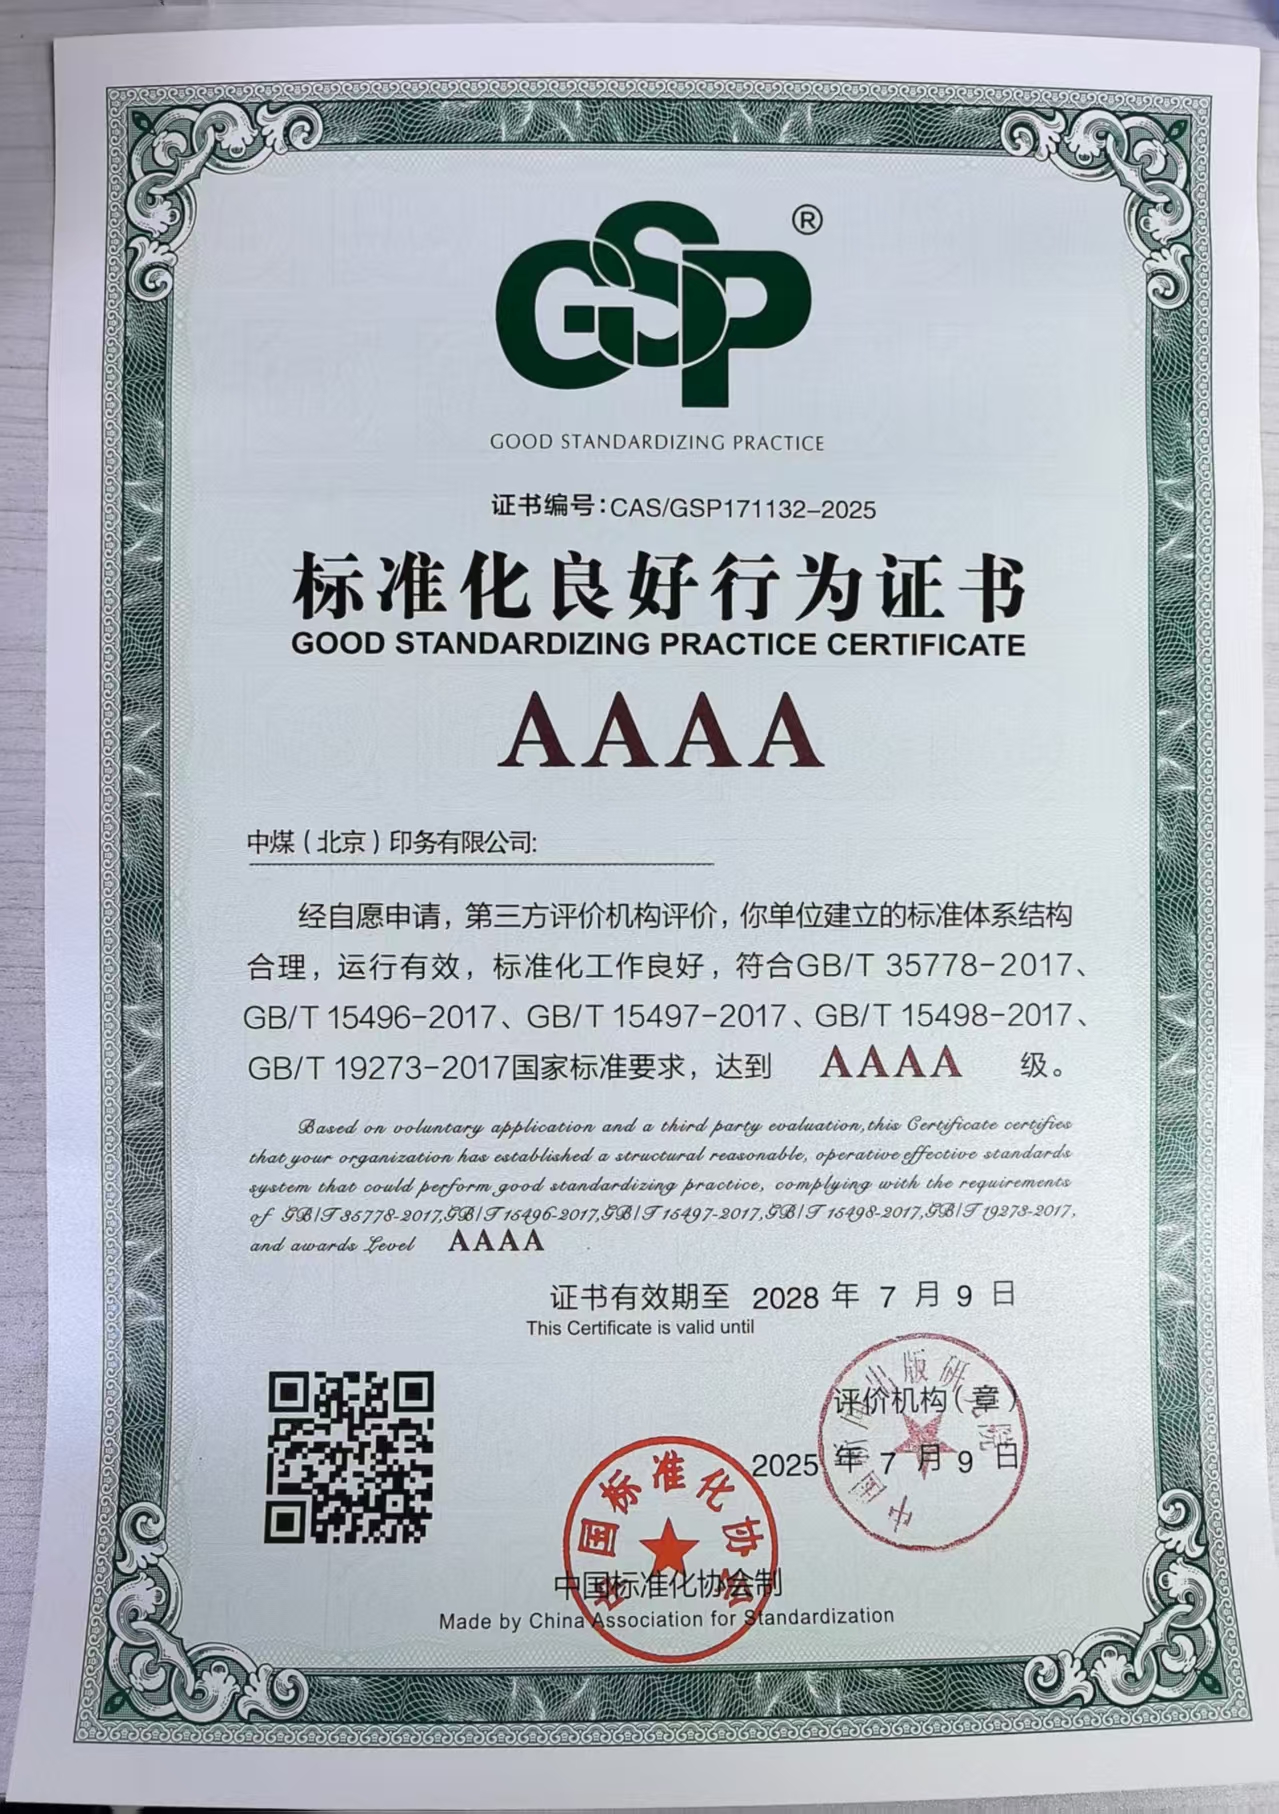 GSP®
GOOD STANDARDIZING PRACTICE
证书编号：CAS/GSP171132-2025
标准化良好行为证书
GOOD STANDARDIZING PRACTICE CERTIFICATE
AAAA
中煤（北京）印务有限公司:
经自愿申请，第三方评价机构评价，你单位建立的标准体系结构
合理，运行有效，标准化工作良好，符合GB/T 35778-2017、
GB/T 15496-2017、GB/T 15497-2017、GB/T 15498-2017、
GB/T 19273-2017国家标准要求，达到 AAAA 级。
Based on voluntary application and a third party evaluation,this Certificate certifies
that your organization has established a structural reasonable, operative effective standards
system that could perform good standardizing practice, complying with the requirements
of GB/T 35778-2017,GB/T 15496-2017,GB/T 15497-2017,GB/T 15498-2017,GB/T 19273-2017,
and awards Level AAAA
证书有效期至 2028 年 7 月 9 日
This Certificate is valid until
评价机构（章）
2025 年 7 月 9 日
中国新闻出版研究院
中国标准化协会
中国标准化协会制
Made by China Association for Standardization